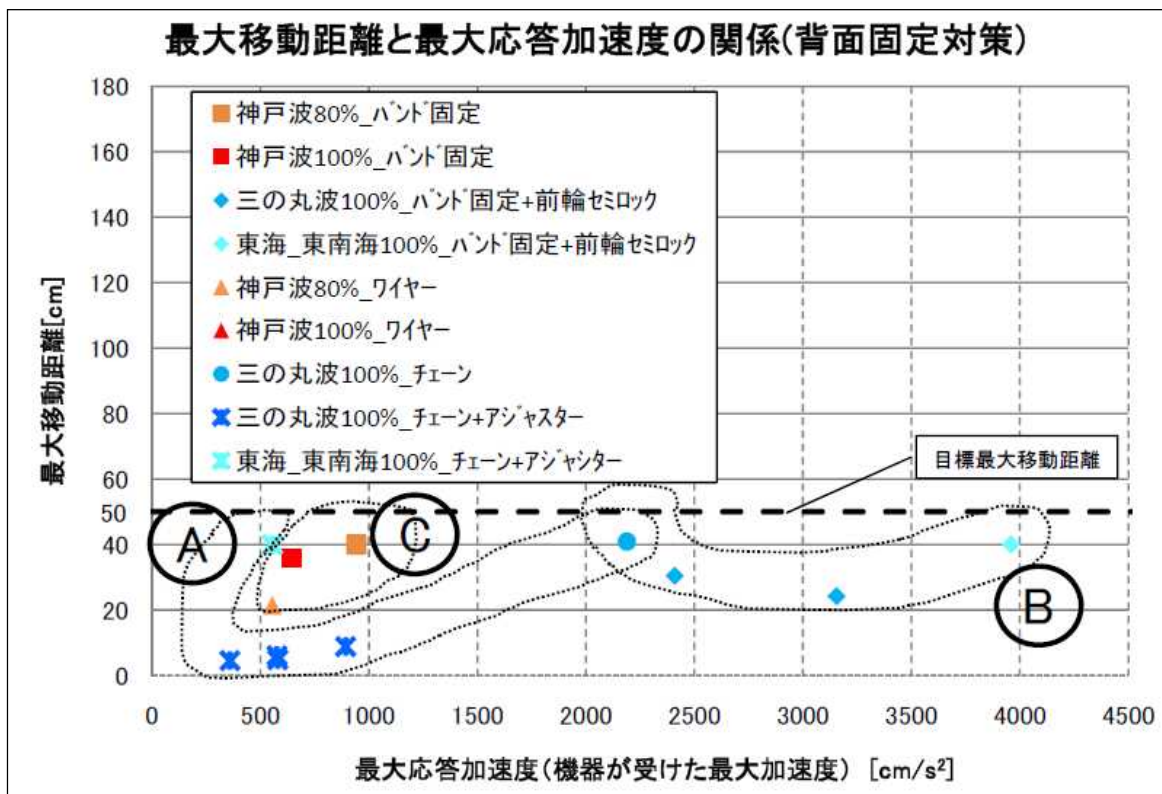 最大移動距離と最大応答加速度の関係(背面固定対策)
180
160
140
120
100
80
60
50
40
20
0
最大移動距離[cm]
神戸波80%_ﾊﾞﾝﾄﾞ固定
神戸波100%_ﾊﾞﾝﾄﾞ固定
三の丸波100%_ﾊﾞﾝﾄﾞ固定+前輪ｾﾐﾛｯｸ
東海_東南海100%_ﾊﾞﾝﾄﾞ固定+前輪ｾﾐﾛｯｸ
神戸波80%_ﾜｲﾔｰ
神戸波100%_ﾜｲﾔｰ
三の丸波100%_ﾁｪｰﾝ
三の丸波100%_ﾁｪｰﾝ+ｱｼﾞｬｽﾀｰ
東海_東南海100%_ﾁｪｰﾝ+ｱｼﾞｬｼﾀｰ
目標最大移動距離
A
C
B
0 500 1000 1500 2000 2500 3000 3500 4000 4500
最大応答加速度(機器が受けた最大加速度) [cm/s²]